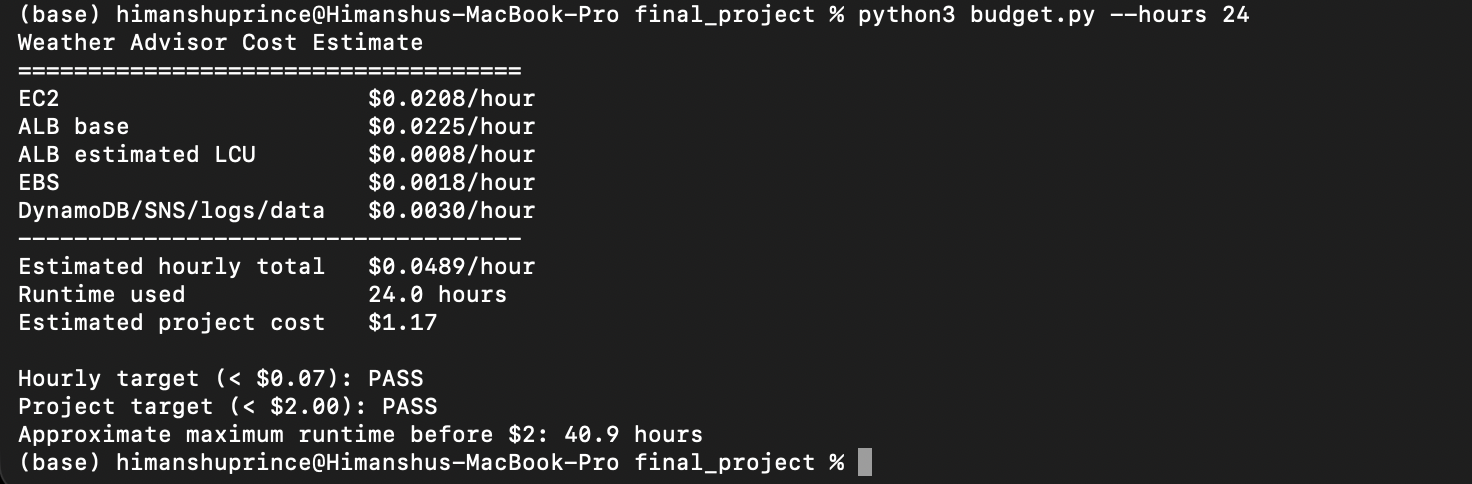 (base) himanshuprince@Himanshus-MacBook-Pro final_project % python3 budget.py --hours 24
Weather Advisor Cost Estimate
====================================
EC2                      $0.0208/hour
ALB base                 $0.0225/hour
ALB estimated LCU        $0.0008/hour
EBS                      $0.0018/hour
DynamoDB/SNS/logs/data   $0.0030/hour
------------------------------------
Estimated hourly total   $0.0489/hour
Runtime used             24.0 hours
Estimated project cost   $1.17

Hourly target (< $0.07): PASS
Project target (< $2.00): PASS
Approximate maximum runtime before $2: 40.9 hours
(base) himanshuprince@Himanshus-MacBook-Pro final_project %